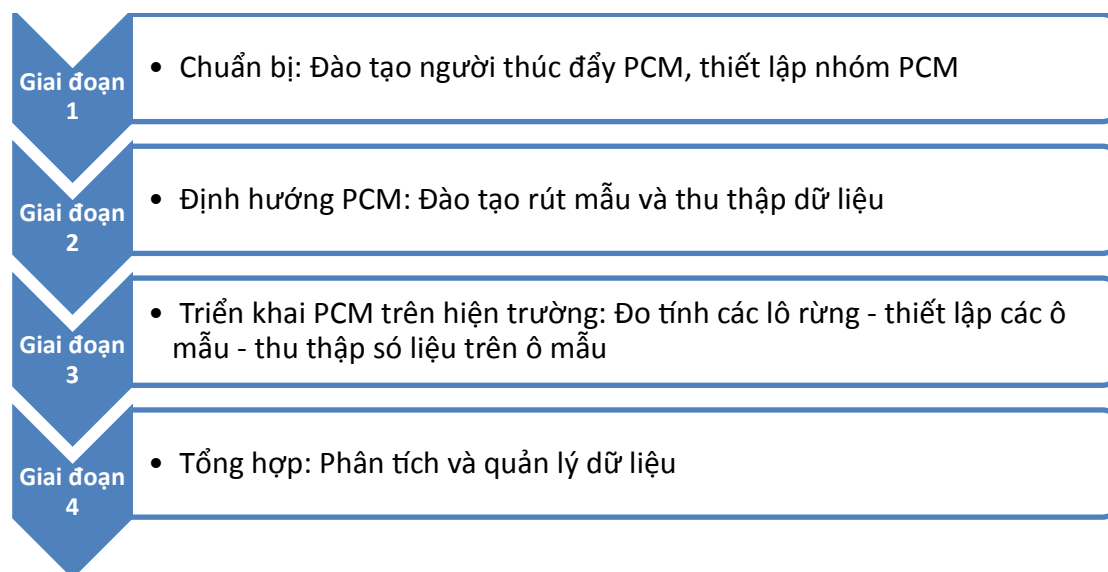 Giai đoạn
1
• Chuẩn bị: Đào tạo người thúc đẩy PCM, thiết lập nhóm PCM
Giai đoạn
2
• Định hướng PCM: Đào tạo rút mẫu và thu thập dữ liệu
Giai đoạn
3
• Triển khai PCM trên hiện trường: Đo tính các lô rừng - thiết lập các ô
mẫu - thu thập só liệu trên ô mẫu
Giai đoạn
4
• Tổng hợp: Phân tích và quản lý dữ liệu